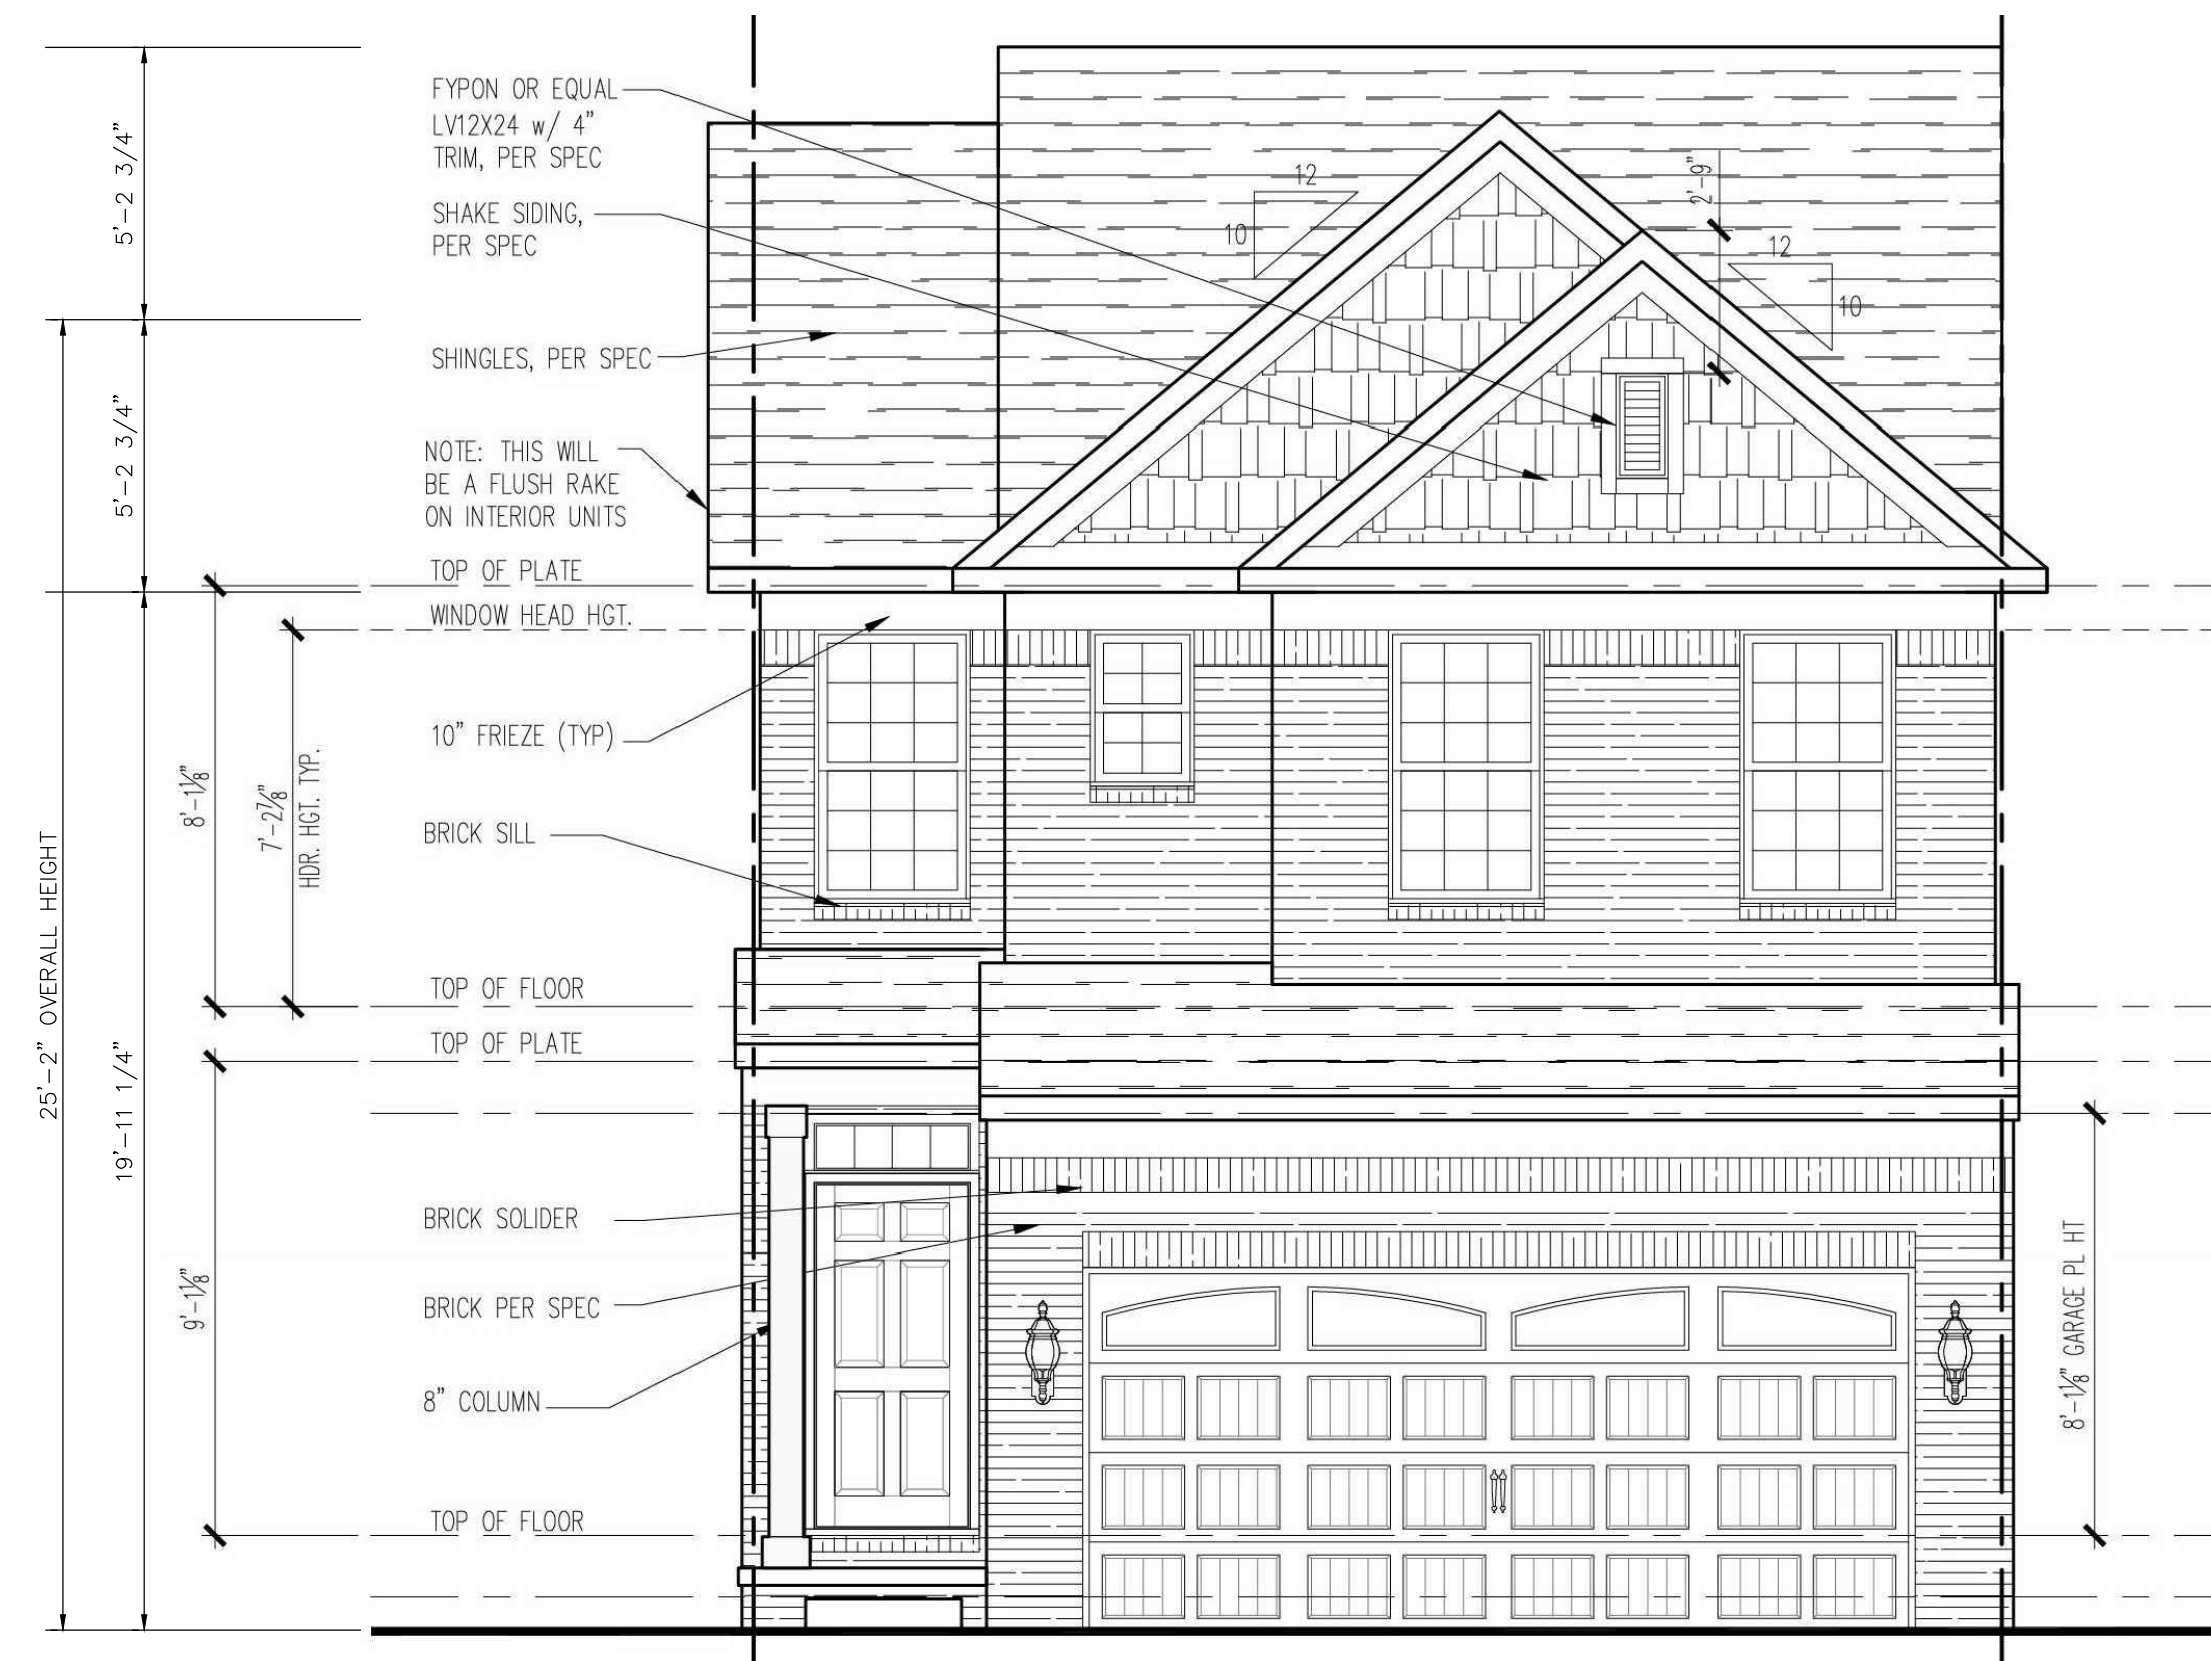 FYPON OR EQUAL
LV12X24 w/ 4"
TRIM, PER SPEC
SHAKE SIDING,
PER SPEC
SHINGLES, PER SPEC
NOTE: THIS WILL
BE A FLUSH RAKE
ON INTERIOR UNITS
TOP OF PLATE
WINDOW HEAD HGT.
10" FRIEZE (TYP)
BRICK SILL
TOP OF FLOOR
TOP OF PLATE
BRICK SOLIDER
BRICK PER SPEC
8" COLUMN
TOP OF FLOOR
5'-2 3/4"
5'-2 3/4"
19'-11 1/4"
25'-2" OVERALL HEIGHT
8'-1⅛"
7'-2⅞"
HDR. HGT. TYP.
9'-1⅛"
12
10
2'-9"
12
10
8'-1⅛" GARAGE PL HT